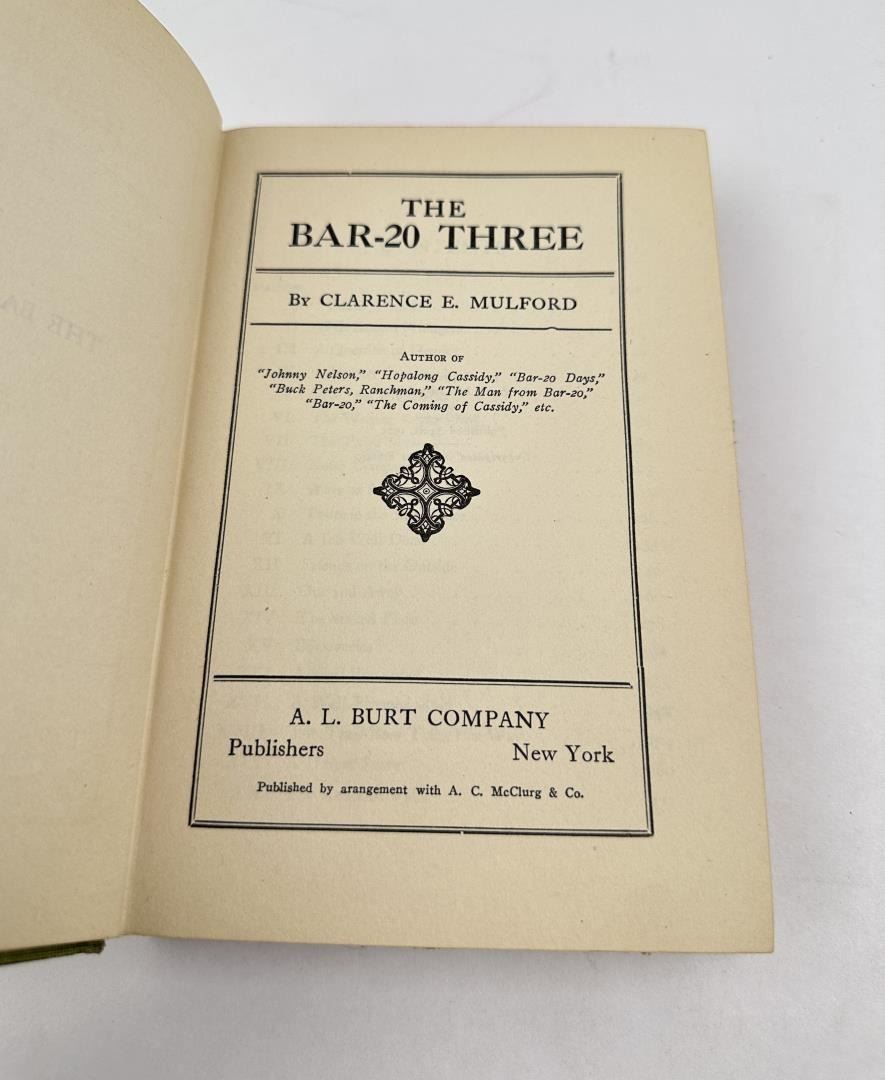 THE
BAR-20 THREE
By CLARENCE E. MULFORD
Author of
"Johnny Nelson," "Hopalong Cassidy," "Bar-20 Days,"
"Buck Peters, Ranchman," "The Man from Bar-20,"
"Bar-20," "The Coming of Cassidy," etc.
A. L. BURT COMPANY
Publishers New York
Published by arangement with A. C. McClurg & Co.